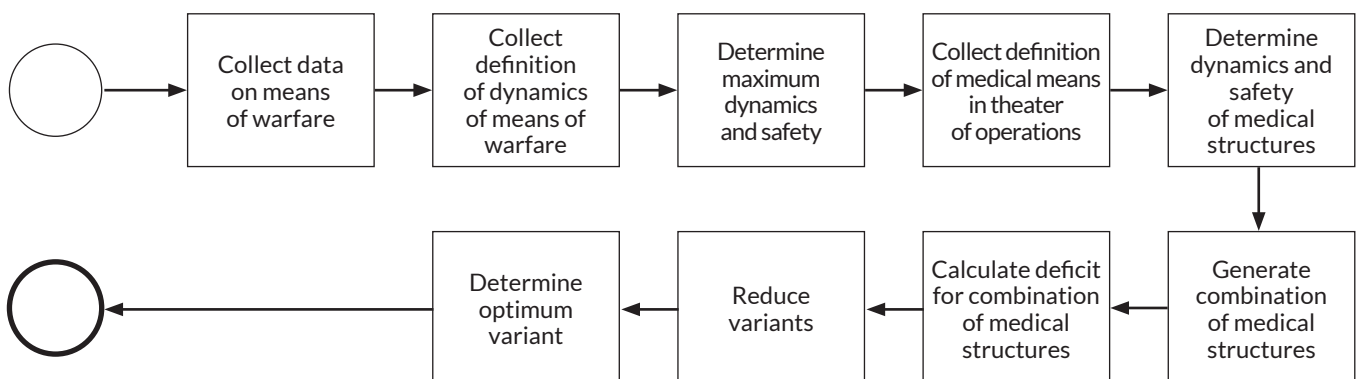 Collect data
on means
of warfare
Collect
definition
of dynamics
of means of
warfare
Determine
maximum
dynamics
and safety
Collect definition
of medical means
in theater
of operations
Determine
dynamics and
safety
of medical
structures
Generate
combination
of medical
structures
Calculate deficit
for combination
of medical
structures
Reduce
variants
Determine
optimum
variant